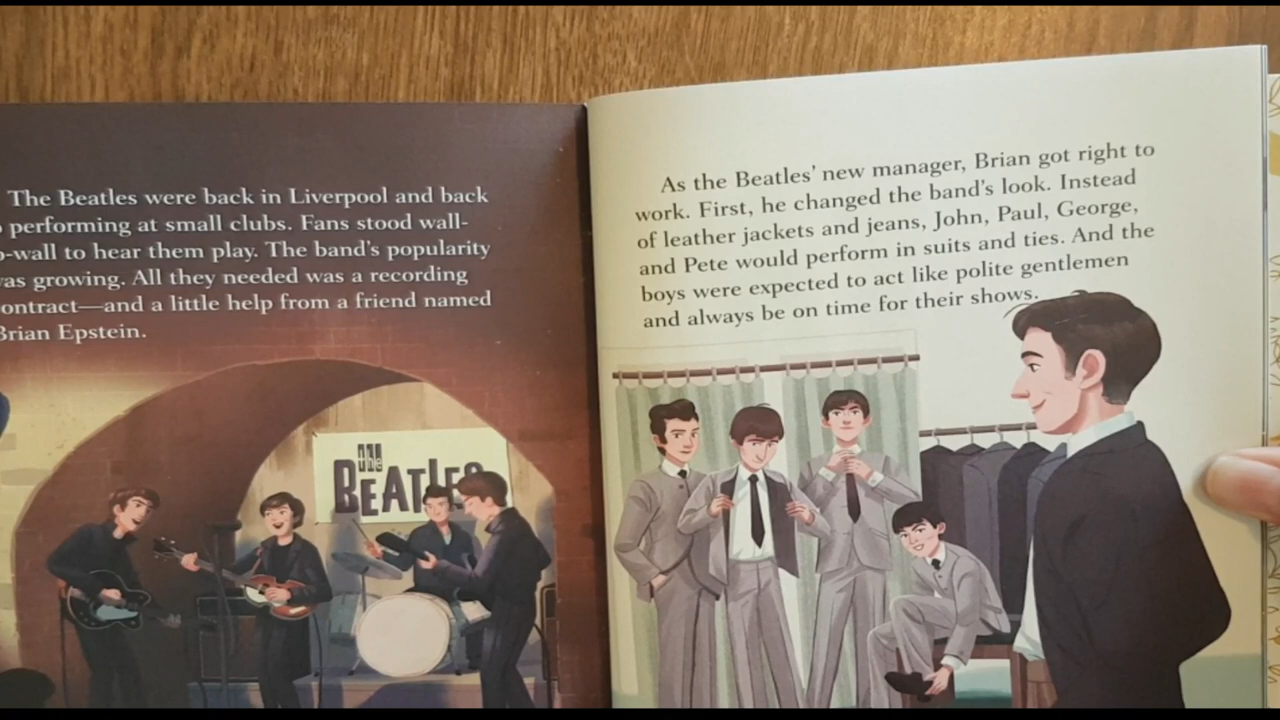 The Beatles were back in Liverpool and back
performing at small clubs. Fans stood wall-
o-wall to hear them play. The band's popularity
was growing. All they needed was a recording
ontract—and a little help from a friend named
Brian Epstein.
The
BEATLES
As the Beatles' new manager, Brian got right to
work. First, he changed the band's look. Instead
of leather jackets and jeans, John, Paul, George,
and Pete would perform in suits and ties. And the
boys were expected to act like polite gentlemen
and always be on time for their shows.